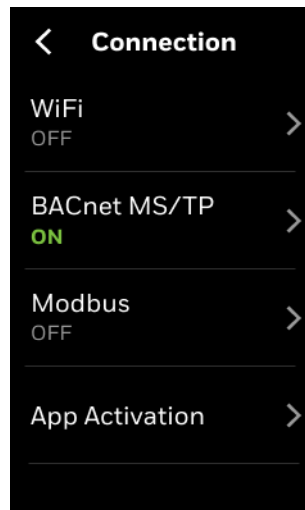 Connection
WiFi
OFF
BACnet MS/TP
ON
Modbus
OFF
App Activation